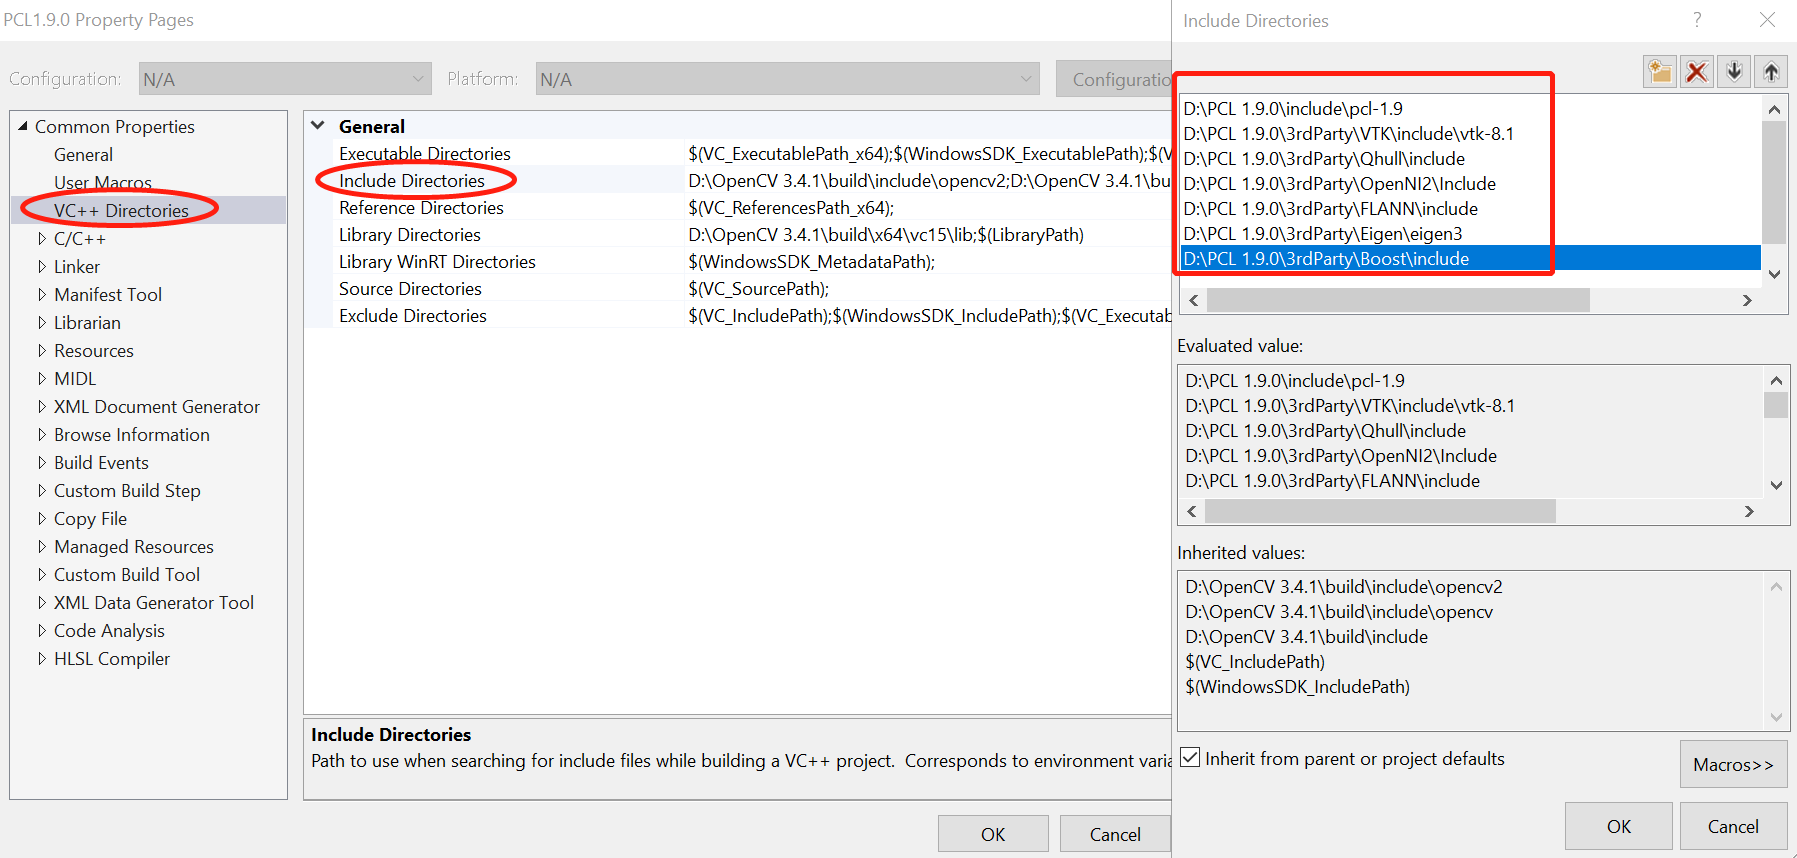 PCL1.9.0 Property Pages
Configuration:
N/A
Platform:
N/A
Configuratio
Common Properties
General
User Macros
VC++ Directories
C/C++
Linker
Manifest Tool
Librarian
Resources
MIDL
XML Document Generator
Browse Information
Build Events
Custom Build Step
Copy File
Managed Resources
Custom Build Tool
XML Data Generator Tool
Code Analysis
HLSL Compiler
General
Executable Directories $(VC_ExecutablePath_x64);$(WindowsSDK_ExecutablePath);$(V
Include Directories D:\OpenCV 3.4.1\build\include\opencv2;D:\OpenCV 3.4.1\bu
Reference Directories $(VC_ReferencesPath_x64);
Library Directories D:\OpenCV 3.4.1\build\x64\vc15\lib;$(LibraryPath)
Library WinRT Directories $(WindowsSDK_MetadataPath);
Source Directories $(VC_SourcePath);
Exclude Directories $(VC_IncludePath);$(WindowsSDK_IncludePath);$(VC_Executab
Include Directories
Path to use when searching for include files while building a VC++ project.  Corresponds to environment varia
OK
Cancel
Include Directories
?
D:\PCL 1.9.0\include\pcl-1.9
D:\PCL 1.9.0\3rdParty\VTK\include\vtk-8.1
D:\PCL 1.9.0\3rdParty\Qhull\include
D:\PCL 1.9.0\3rdParty\OpenNI2\Include
D:\PCL 1.9.0\3rdParty\FLANN\include
D:\PCL 1.9.0\3rdParty\Eigen\eigen3
D:\PCL 1.9.0\3rdParty\Boost\include
Evaluated value:
D:\PCL 1.9.0\include\pcl-1.9
D:\PCL 1.9.0\3rdParty\VTK\include\vtk-8.1
D:\PCL 1.9.0\3rdParty\Qhull\include
D:\PCL 1.9.0\3rdParty\OpenNI2\Include
D:\PCL 1.9.0\3rdParty\FLANN\include
Inherited values:
D:\OpenCV 3.4.1\build\include\opencv2
D:\OpenCV 3.4.1\build\include\opencv
D:\OpenCV 3.4.1\build\include
$(VC_IncludePath)
$(WindowsSDK_IncludePath)
Inherit from parent or project defaults
Macros>>
OK
Cancel